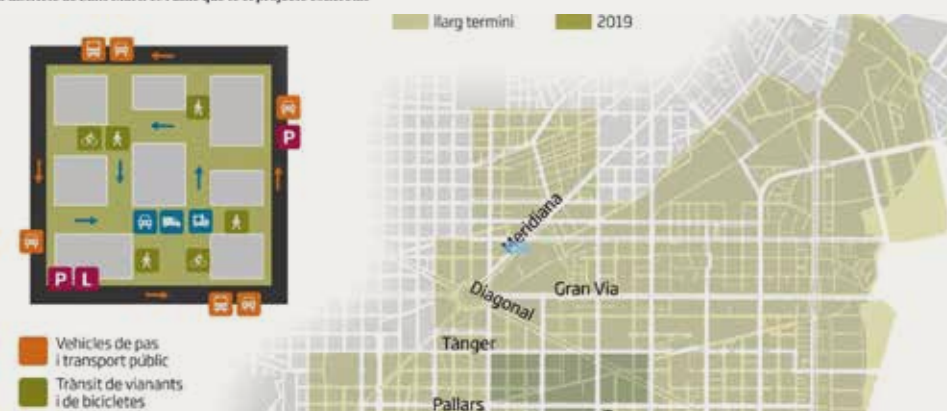 llarg termini
2019
P
P L
Vehicles de pas
i transport públic
Trànsit de vianants
i de bicicletes
Meridiana
Diagonal
Gran Via
Tànger
Pallars